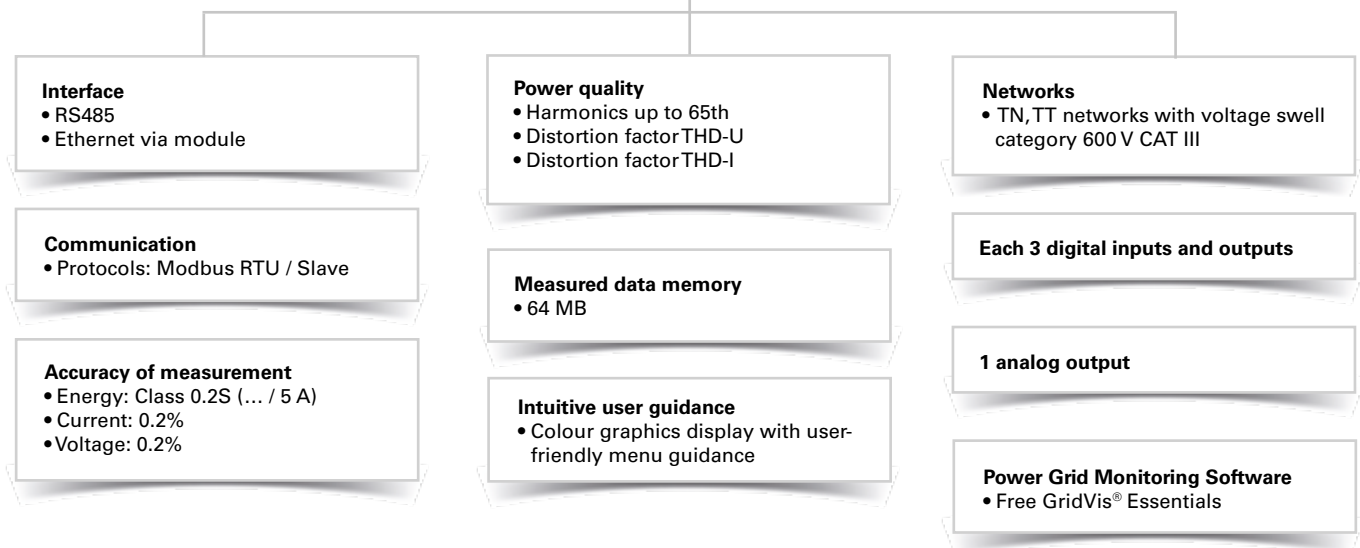 Interface
• RS485
• Ethernet via module
Communication
• Protocols: Modbus RTU / Slave
Accuracy of measurement
• Energy: Class 0.2S (… / 5 A)
• Current: 0.2%
• Voltage: 0.2%
Power quality
• Harmonics up to 65th
• Distortion factor THD-U
• Distortion factor THD-I
Measured data memory
• 64 MB
Intuitive user guidance
• Colour graphics display with user-
friendly menu guidance
Networks
• TN, TT networks with voltage swell
category 600 V CAT III
Each 3 digital inputs and outputs
1 analog output
Power Grid Monitoring Software
• Free GridVis® Essentials